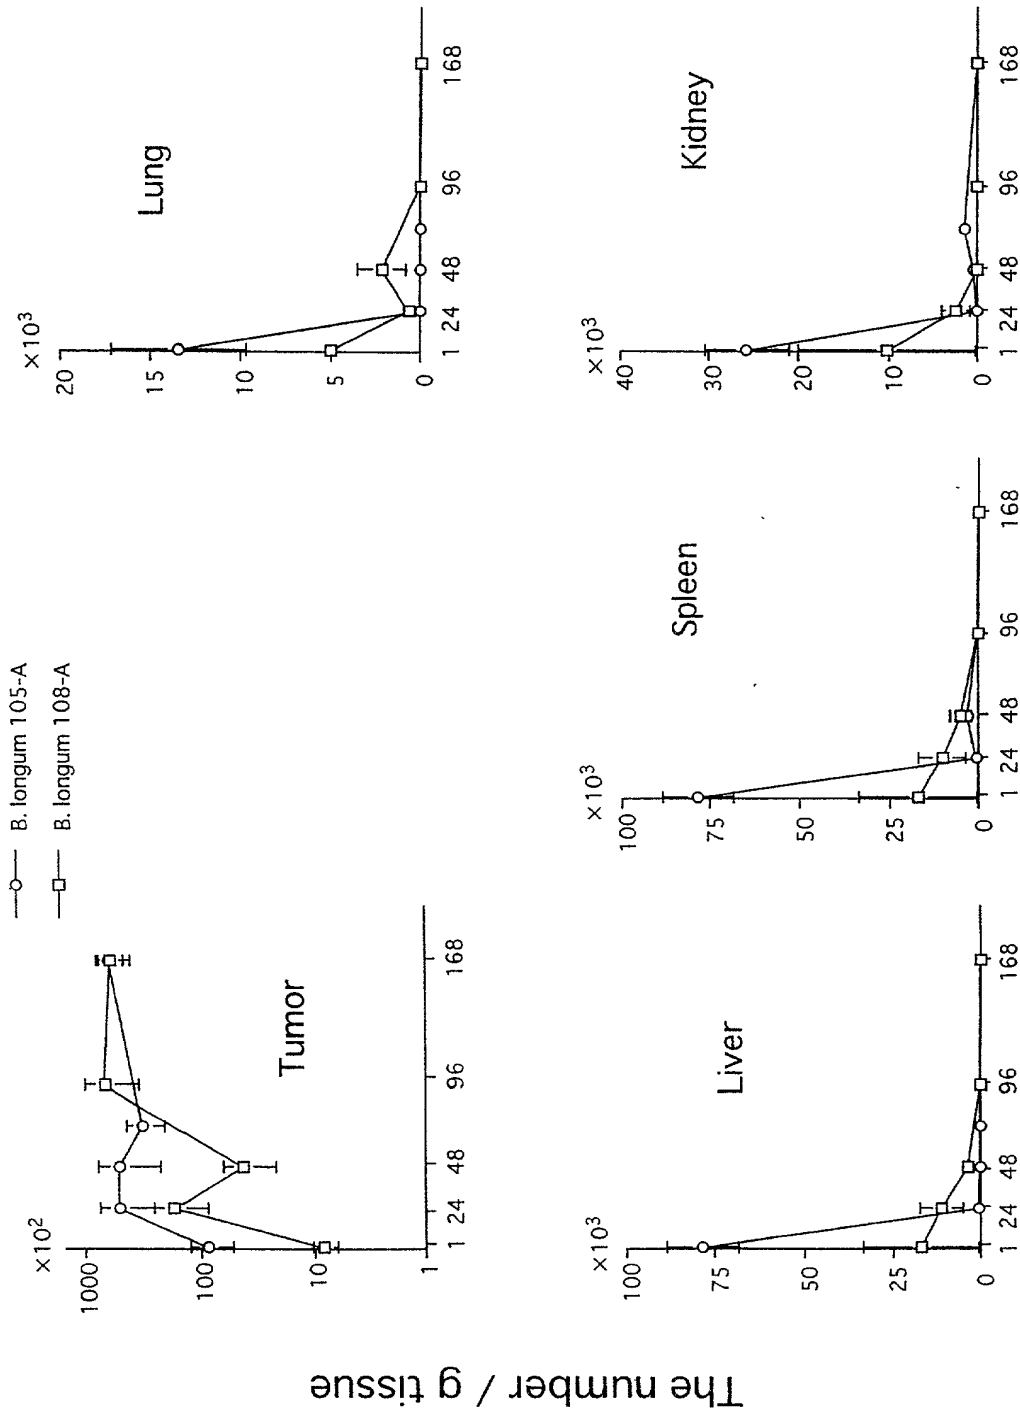 The number / g tissue
B. longum 105-A
B. longum 108-A
×10²
1000
100
10
1
1 24 48 96 168
Tumor
×10³
20
15
10
5
0
1 24 48 96 168
Lung
×10³
100
75
50
25
0
1 24 48 96 168
Liver
×10³
100
75
50
25
0
1 24 48 96 168
Spleen
×10³
40
30
20
10
0
1 24 48 96 168
Kidney